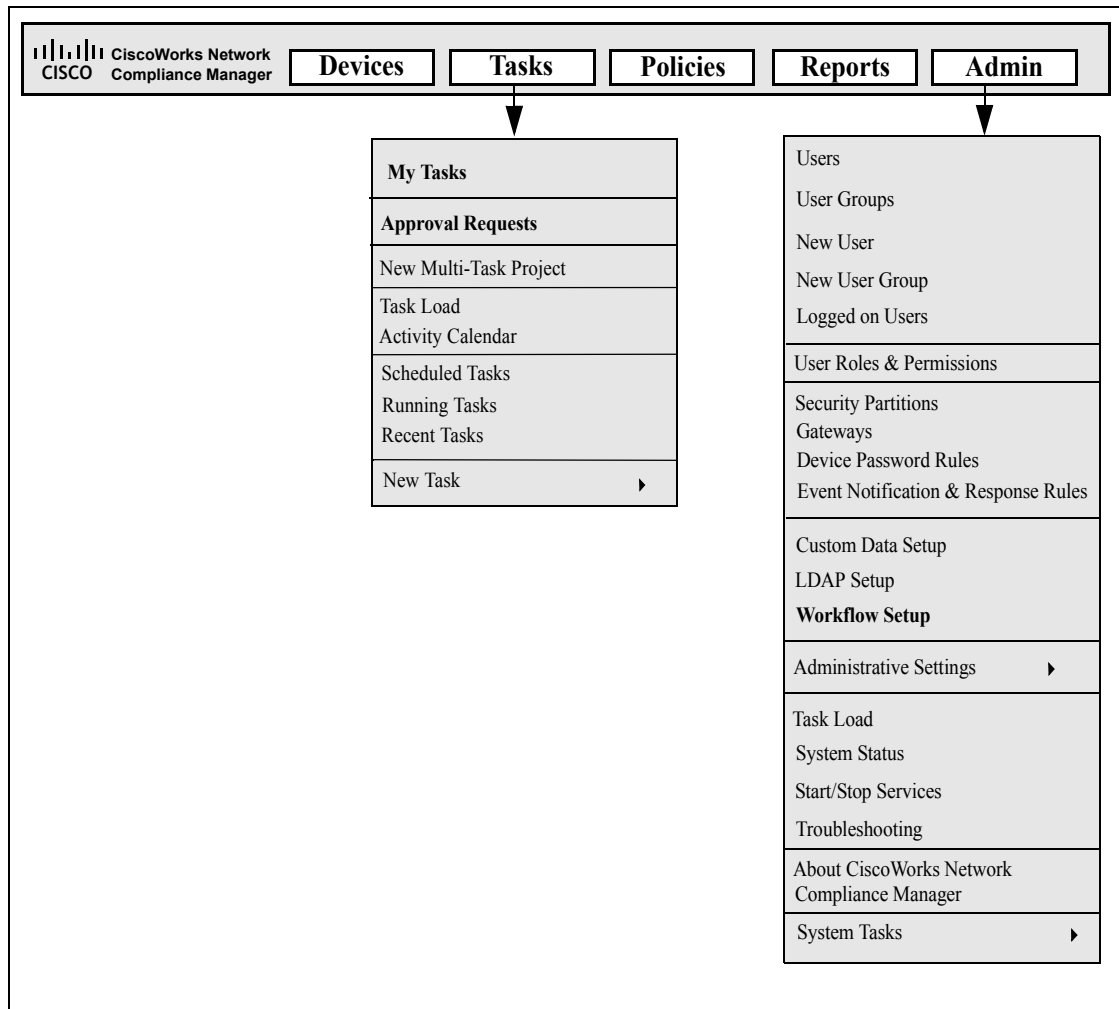 CiscoWorks Network
CISCO Compliance Manager
Devices
Tasks
Policies
Reports
Admin
My Tasks
Approval Requests
New Multi-Task Project
Task Load
Activity Calendar
Scheduled Tasks
Running Tasks
Recent Tasks
New Task
Users
User Groups
New User
New User Group
Logged on Users
User Roles & Permissions
Security Partitions
Gateways
Device Password Rules
Event Notification & Response Rules
Custom Data Setup
LDAP Setup
Workflow Setup
Administrative Settings
Task Load
System Status
Start/Stop Services
Troubleshooting
About CiscoWorks Network
Compliance Manager
System Tasks